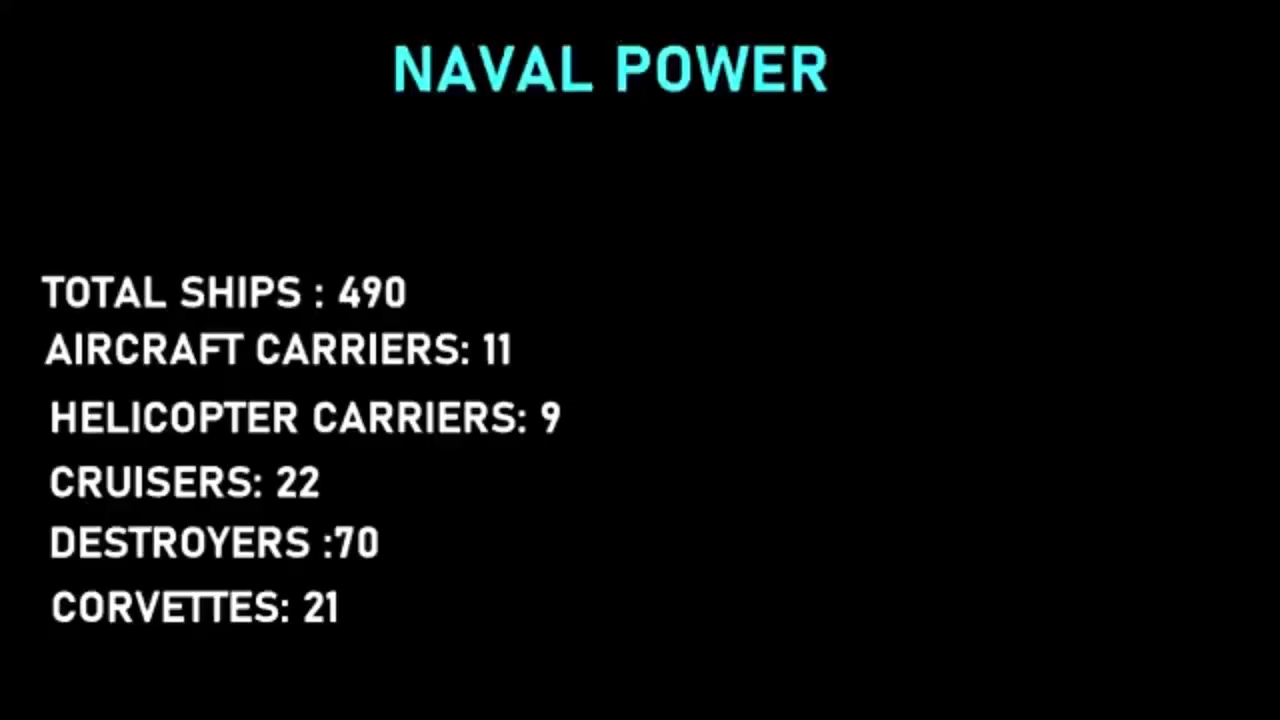 NAVAL POWER
TOTAL SHIPS : 490
AIRCRAFT CARRIERS: 11
HELICOPTER CARRIERS: 9
CRUISERS: 22
DESTROYERS :70
CORVETTES: 21